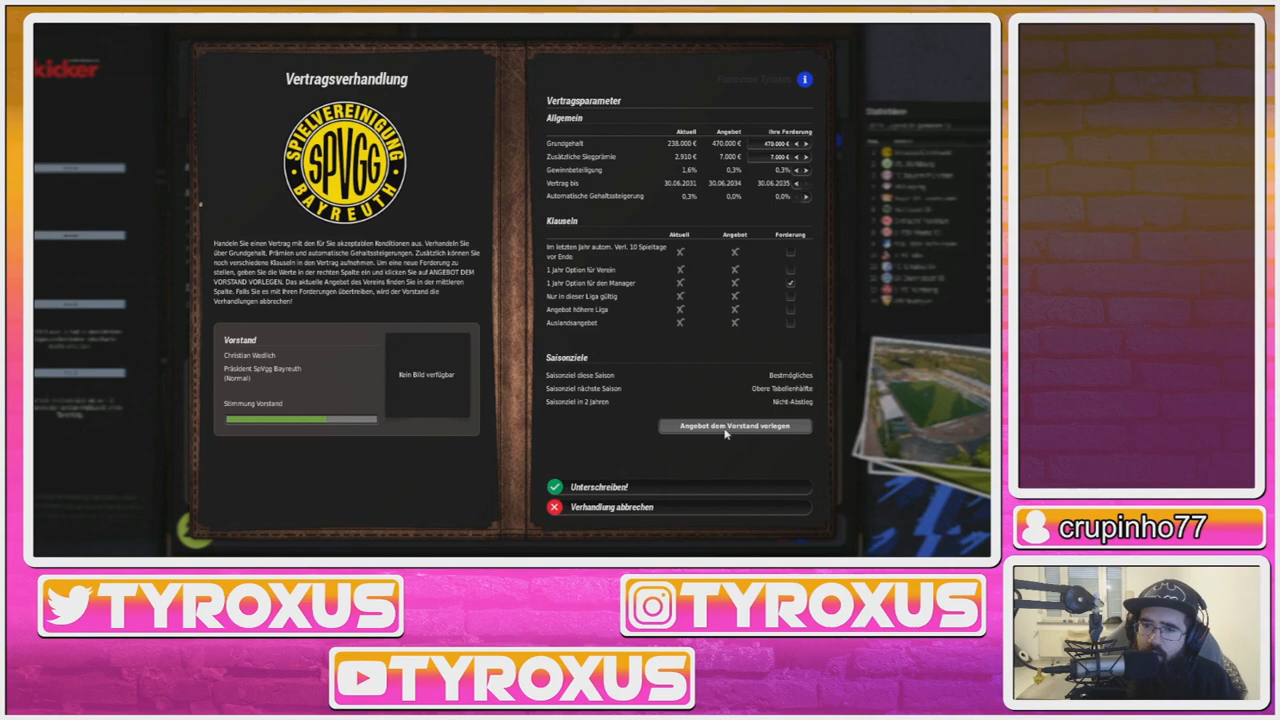 kicker
Vertragsverhandlung
SPIELVEREINIGUNG
SPVGG
BAYREUTH
Handeln Sie einen Vertrag mit den für Sie akzeptablen Konditionen aus. Verhandeln Sie
über Grundgehalt, Prämien und automatische Gehaltssteigerungen. Zusätzlich können Sie
noch verschiedene Klauseln in den Vertrag aufnehmen. Um eine neue Forderung zu
stellen, geben Sie die Werte in der rechten Spalte ein und klicken Sie auf ANGEBOT DEM
VORSTAND VORLEGEN. Das aktuelle Angebot des Vereins finden Sie in der mittleren
Spalte. Falls Sie es mit Ihren Forderungen übertreiben, wird der Vorstand die
Verhandlungen abbrechen!
Vorstand
Christian Wedlich
Präsident SpVgg Bayreuth
(Normal)
Stimmung Vorstand
Kein Bild verfügbar
Vertragsparameter
Allgemein
Aktuell Angebot Ihre Forderung
Grundgehalt 238.000 € 470.000 € 470.000 €
Zusätzliche Siegprämie 2.910 € 7.000 € 7.000 €
Gewinnbeteiligung 1,6% 0,3% 0,3%
Vertrag bis 30.06.2031 30.06.2034 30.06.2035
Automatische Gehaltssteigerung 0,3% 0,0% 0,0%
Klauseln
Aktuell Angebot Forderung
Im letzten Jahr autom. Verl. 10 Spieltage
vor Ende
1 Jahr Option für Verein
1 Jahr Option für den Manager
Nur in dieser Liga gültig
Angebot höhere Liga
Auslandsangebot
Saisonziele
Saisonziel diese Saison Bestmögliches
Saisonziel nächste Saison Obere Tabellenhälfte
Saisonziel in 2 Jahren Nicht-Abstieg
Angebot dem Vorstand vorlegen
Unterschreiben!
Verhandlung abbrechen
crupinho77
TYROXUS
TYROXUS
TYROXUS